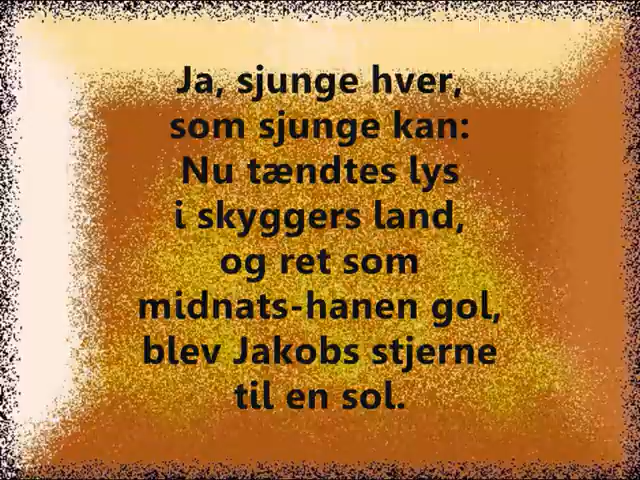 Ja, sjunge hver,
som sjunge kan:
Nu tændtes lys
i skyggers land,
og ret som
midnats-hanen gol,
blev Jakobs stjerne
til en sol.